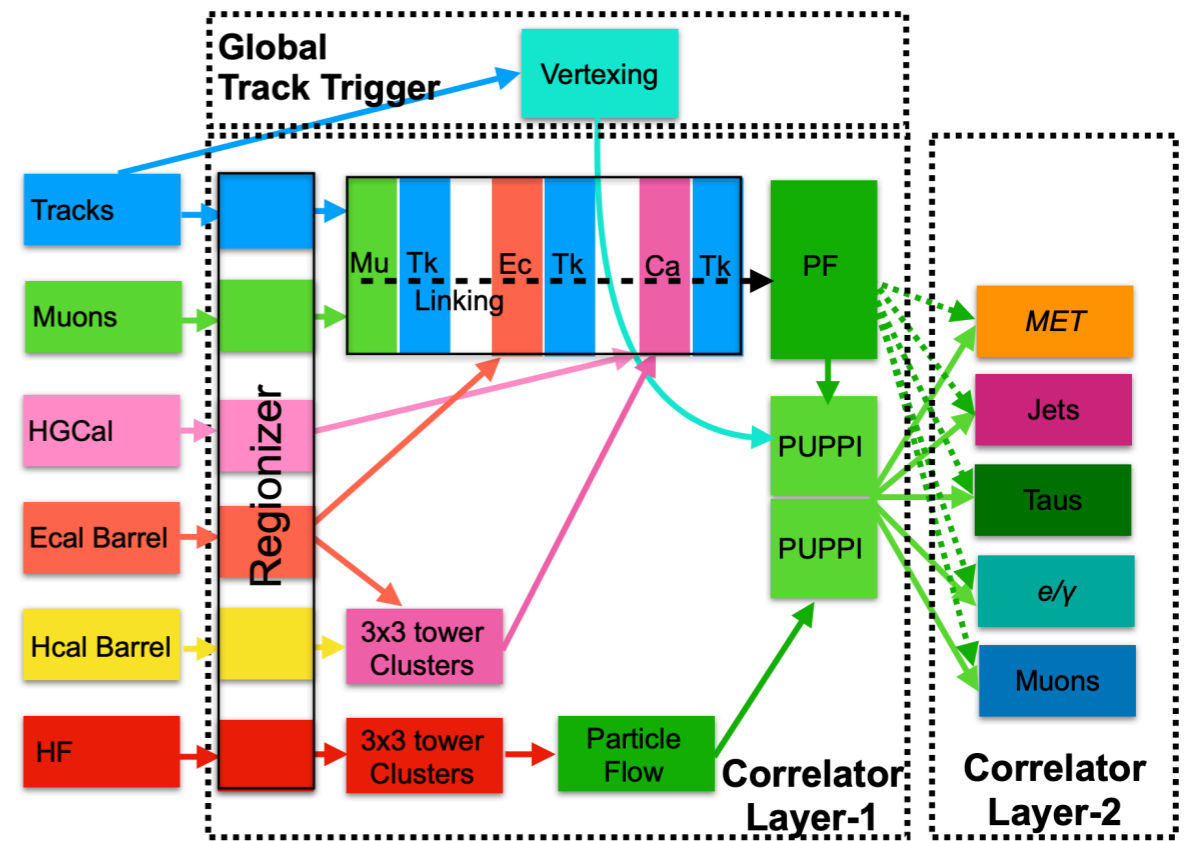 Global
Track Trigger
Vertexing
Tracks
Muons
HGCal
Ecal Barrel
Hcal Barrel
HF
Regionizer
Mu Tk Ec Tk Ca Tk
Linking
3x3 tower
Clusters
3x3 tower
Clusters
Particle
Flow
PF
PUPPI
PUPPI
Correlator
Layer-1
MET
Jets
Taus
e/γ
Muons
Correlator
Layer-2